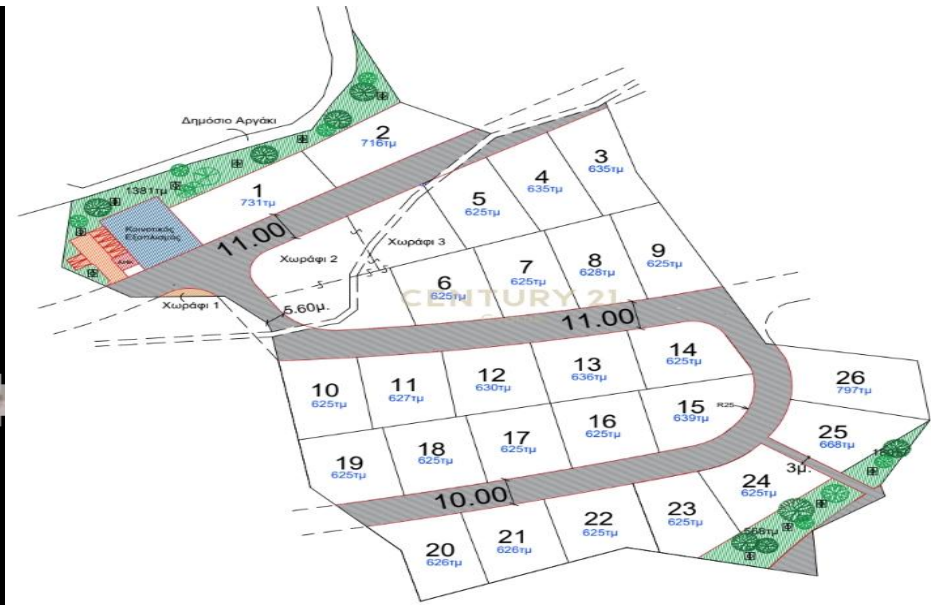 Δημόσιο Αργάκι
2
716τμ
3
635τμ
4
635τμ
1381τμ
1
731τμ
5
625τμ
Κοινοτικός
Εξοπλισμός
11.00
Χωράφι 3
Χωράφι 2
9
625τμ
8
628τμ
7
625τμ
6
625τμ
CENTURY 21
Χωράφι 1
5.60μ.
11.00
14
625τμ
13
636τμ
12
630τμ
11
627τμ
10
625τμ
26
797τμ
15
639τμ
R25
16
625τμ
17
625τμ
18
625τμ
19
625τμ
25
668τμ
3μ.
24
625τμ
10.00
23
625τμ
22
625τμ
21
626τμ
20
626τμ
566τμ